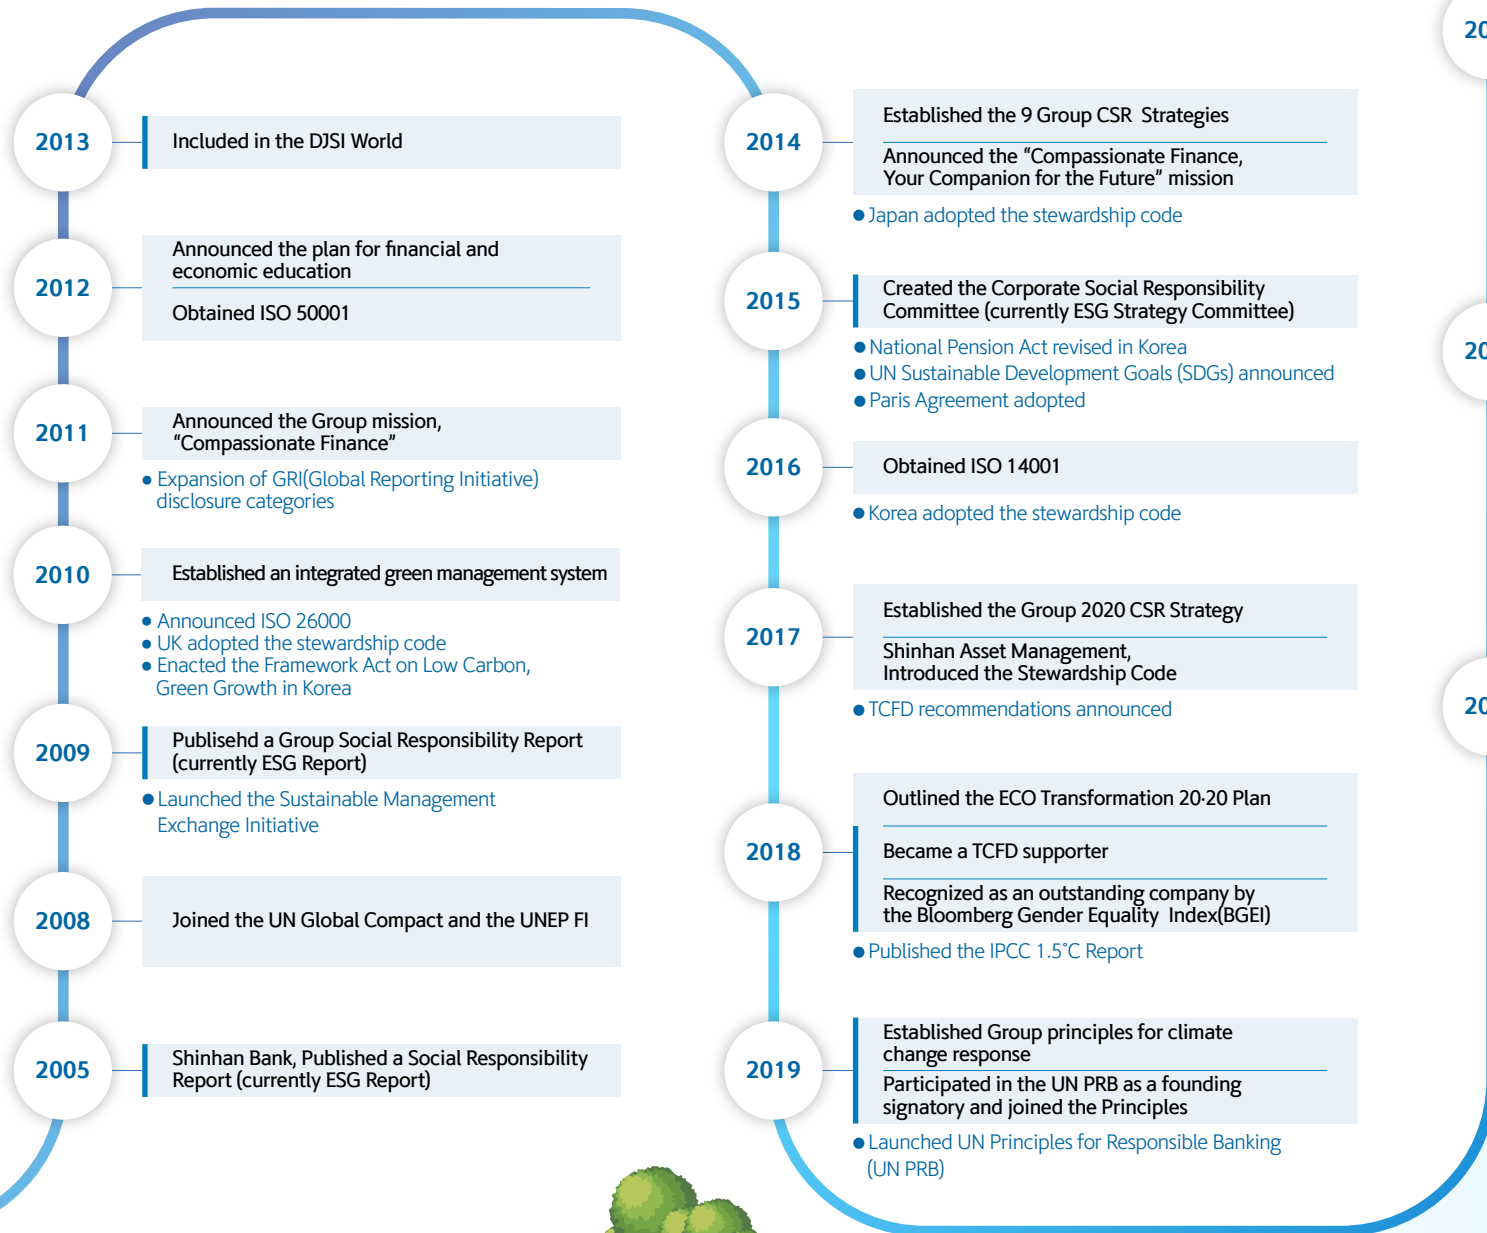 2013
Included in the DJSI World
2012
Announced the plan for financial and
economic education
Obtained ISO 50001
2011
Announced the Group mission,
“Compassionate Finance”
● Expansion of GRI(Global Reporting Initiative)
disclosure categories
2010
Established an integrated green management system
● Announced ISO 26000
● UK adopted the stewardship code
● Enacted the Framework Act on Low Carbon,
Green Growth in Korea
2009
Publisehd a Group Social Responsibility Report
(currently ESG Report)
● Launched the Sustainable Management
Exchange Initiative
2008
Joined the UN Global Compact and the UNEP FI
2005
Shinhan Bank, Published a Social Responsibility
Report (currently ESG Report)
2014
Established the 9 Group CSR Strategies
Announced the “Compassionate Finance,
Your Companion for the Future” mission
● Japan adopted the stewardship code
2015
Created the Corporate Social Responsibility
Committee (currently ESG Strategy Committee)
● National Pension Act revised in Korea
● UN Sustainable Development Goals (SDGs) announced
● Paris Agreement adopted
2016
Obtained ISO 14001
● Korea adopted the stewardship code
2017
Established the Group 2020 CSR Strategy
Shinhan Asset Management,
Introduced the Stewardship Code
● TCFD recommendations announced
2018
Outlined the ECO Transformation 20·20 Plan
Became a TCFD supporter
Recognized as an outstanding company by
the Bloomberg Gender Equality Index(BGEI)
● Published the IPCC 1.5˚C Report
2019
Established Group principles for climate
change response
Participated in the UN PRB as a founding
signatory and joined the Principles
● Launched UN Principles for Responsible Banking
(UN PRB)